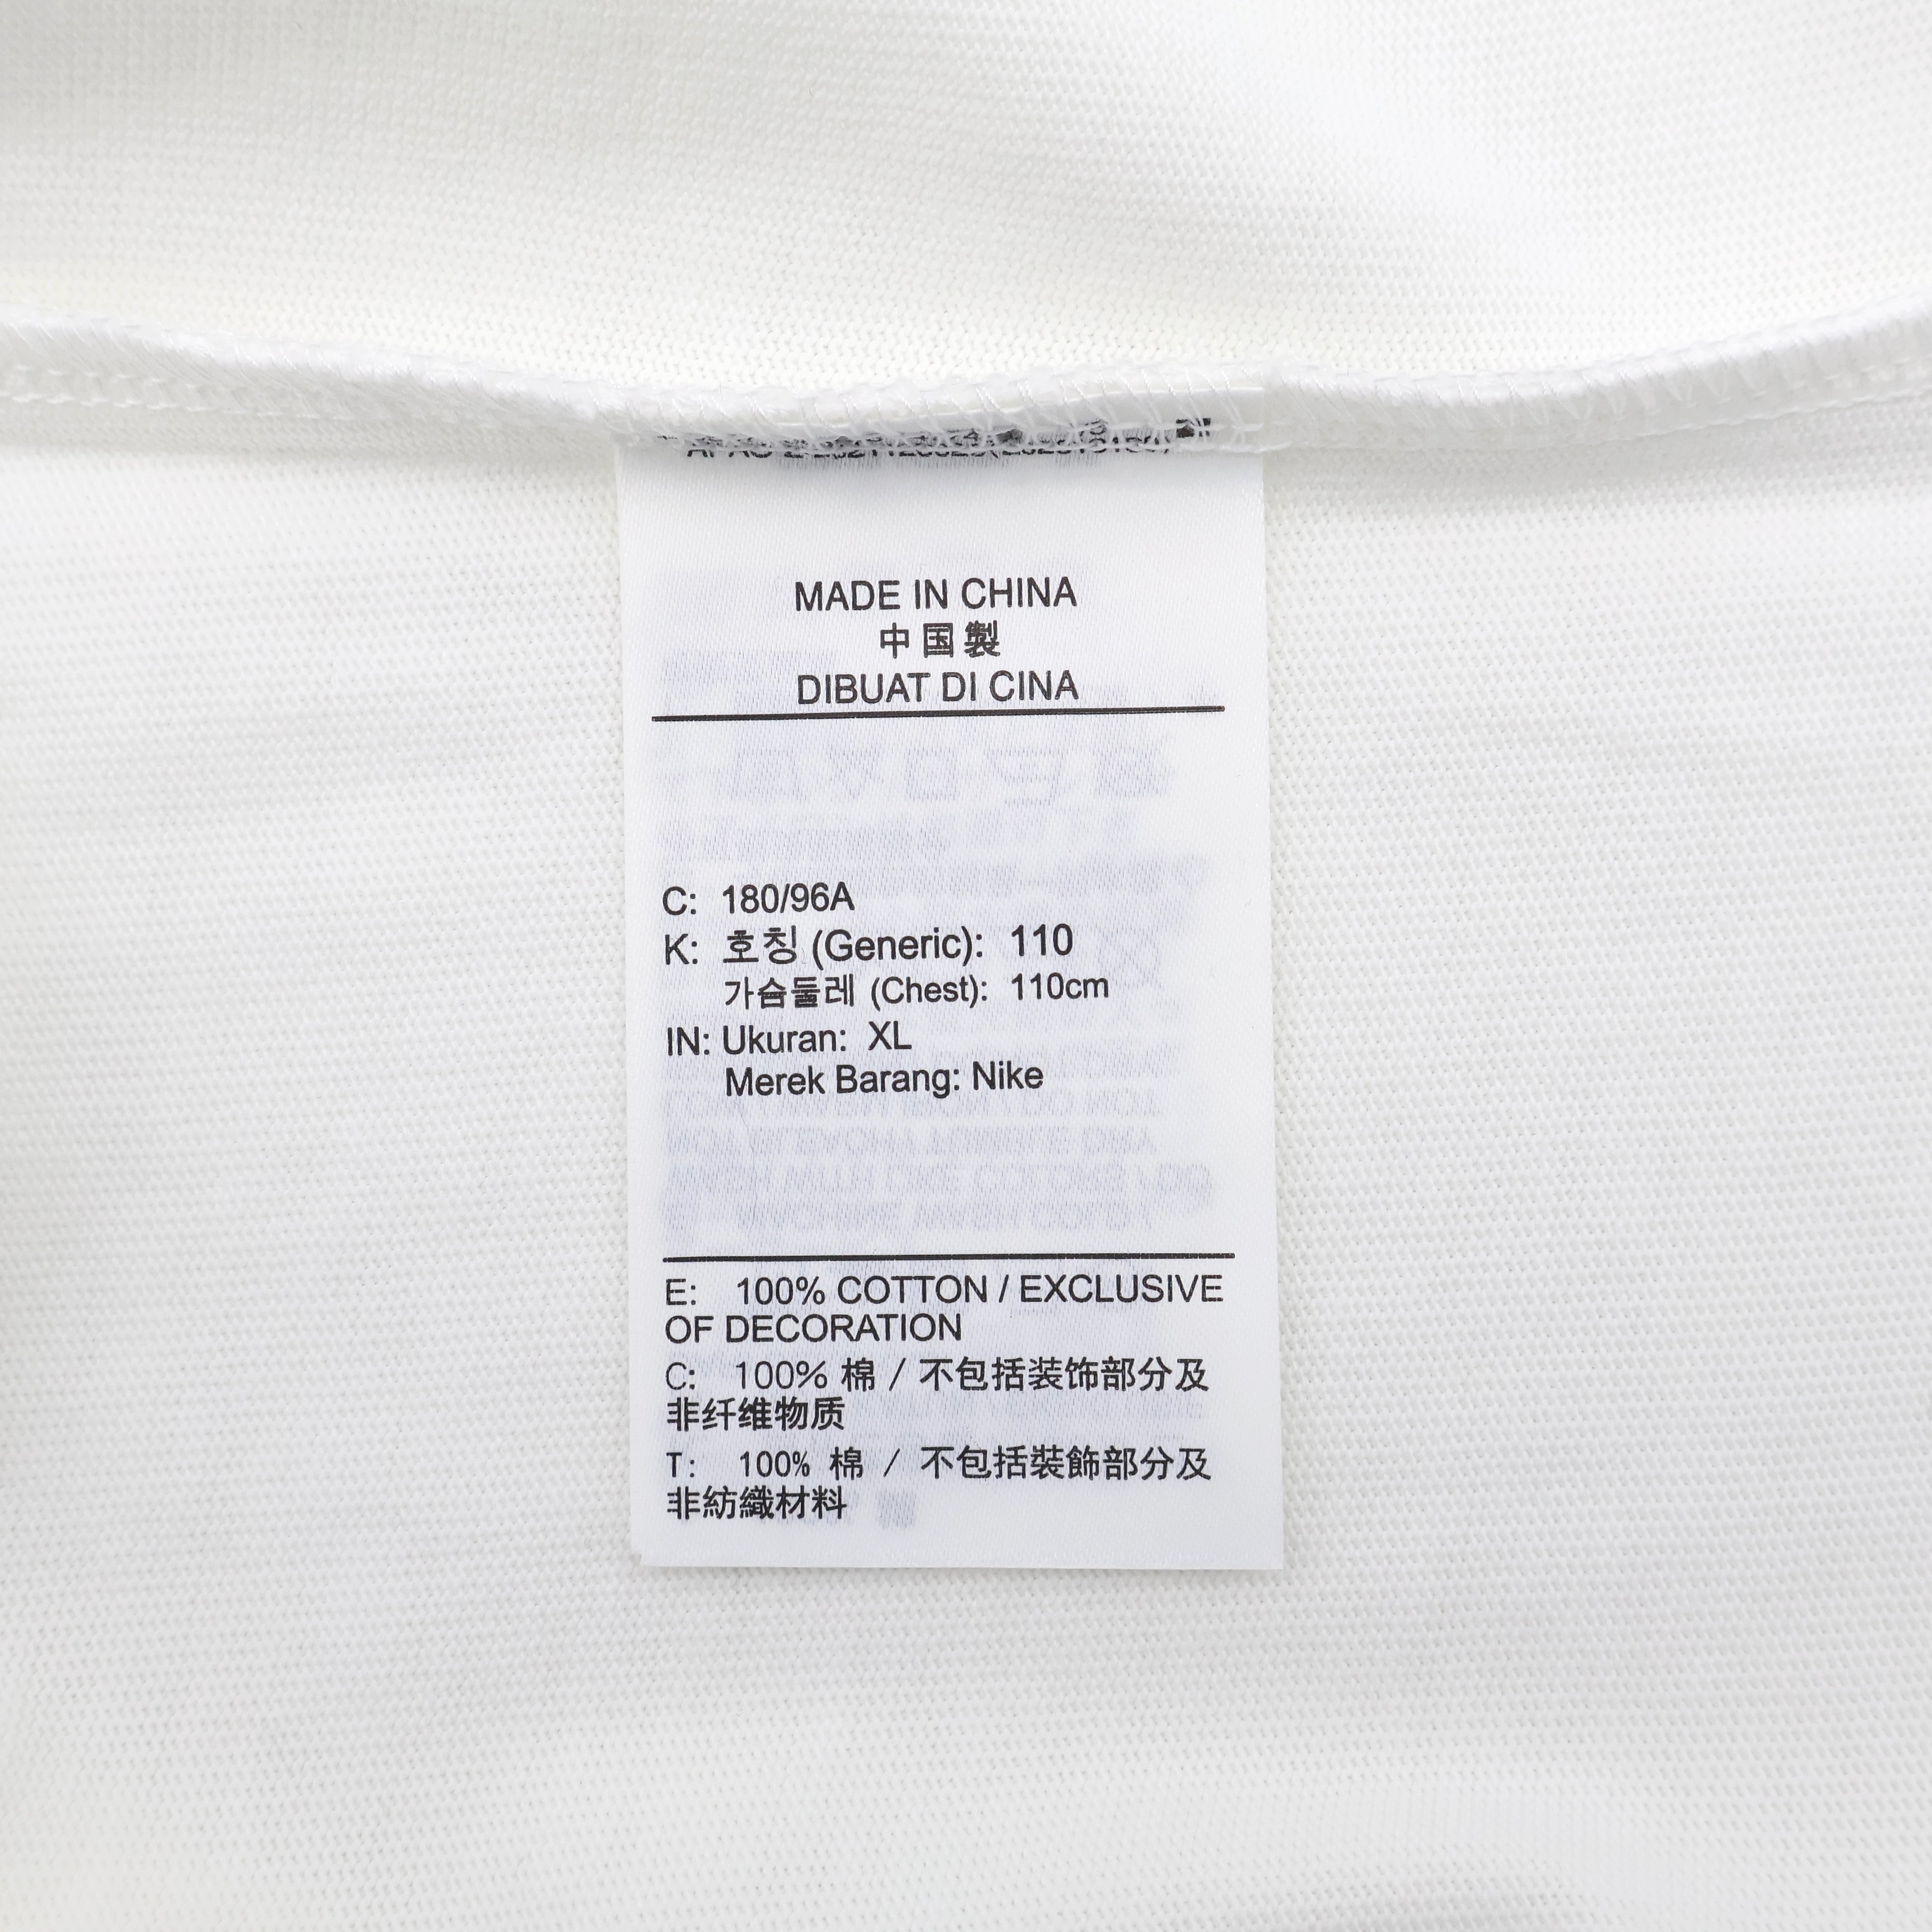 MADE IN CHINA
中国製
DIBUAT DI CINA
C: 180/96A
K: 호칭 (Generic): 110
가슴둘레 (Chest): 110cm
IN: Ukuran: XL
Merek Barang: Nike
E: 100% COTTON / EXCLUSIVE
OF DECORATION
C: 100% 棉 / 不包括装饰部分及
非纤维物质
T: 100% 棉 / 不包括裝飾部分及
非紡織材料